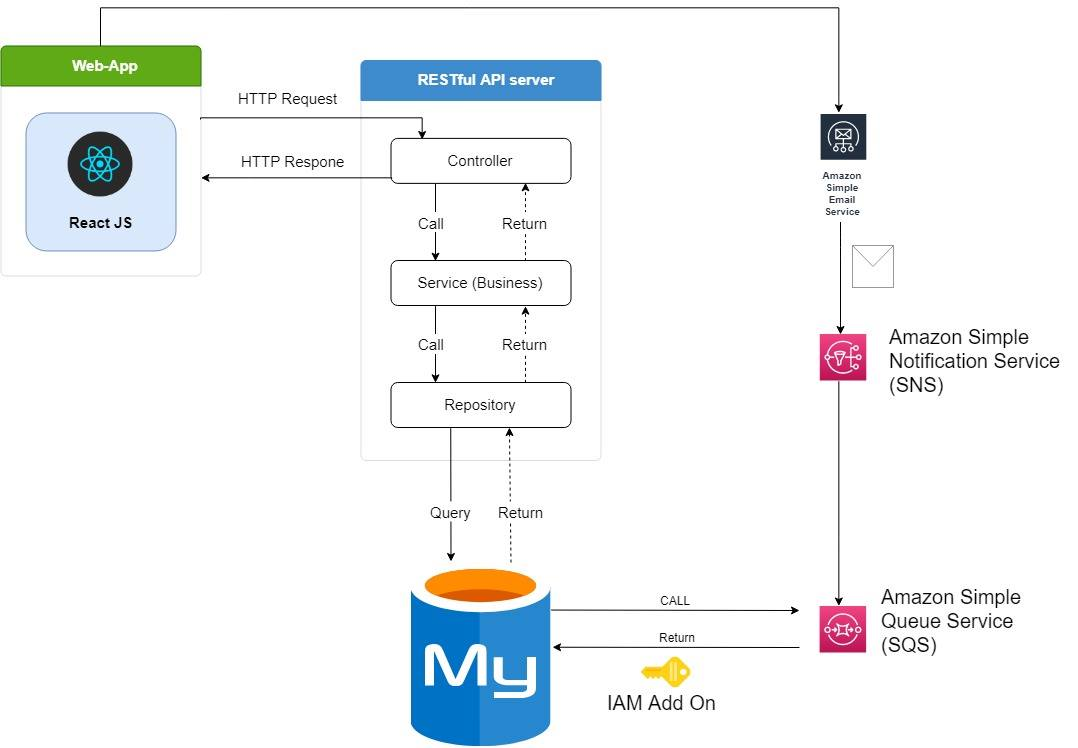 Web-App
React JS
HTTP Request
HTTP Respone
RESTful API server
Controller
Call
Return
Service (Business)
Call
Return
Repository
Query
Return
My
CALL
Return
IAM Add On
Amazon
Simple
Email
Service
Amazon Simple
Notification Service
(SNS)
Amazon Simple
Queue Service
(SQS)